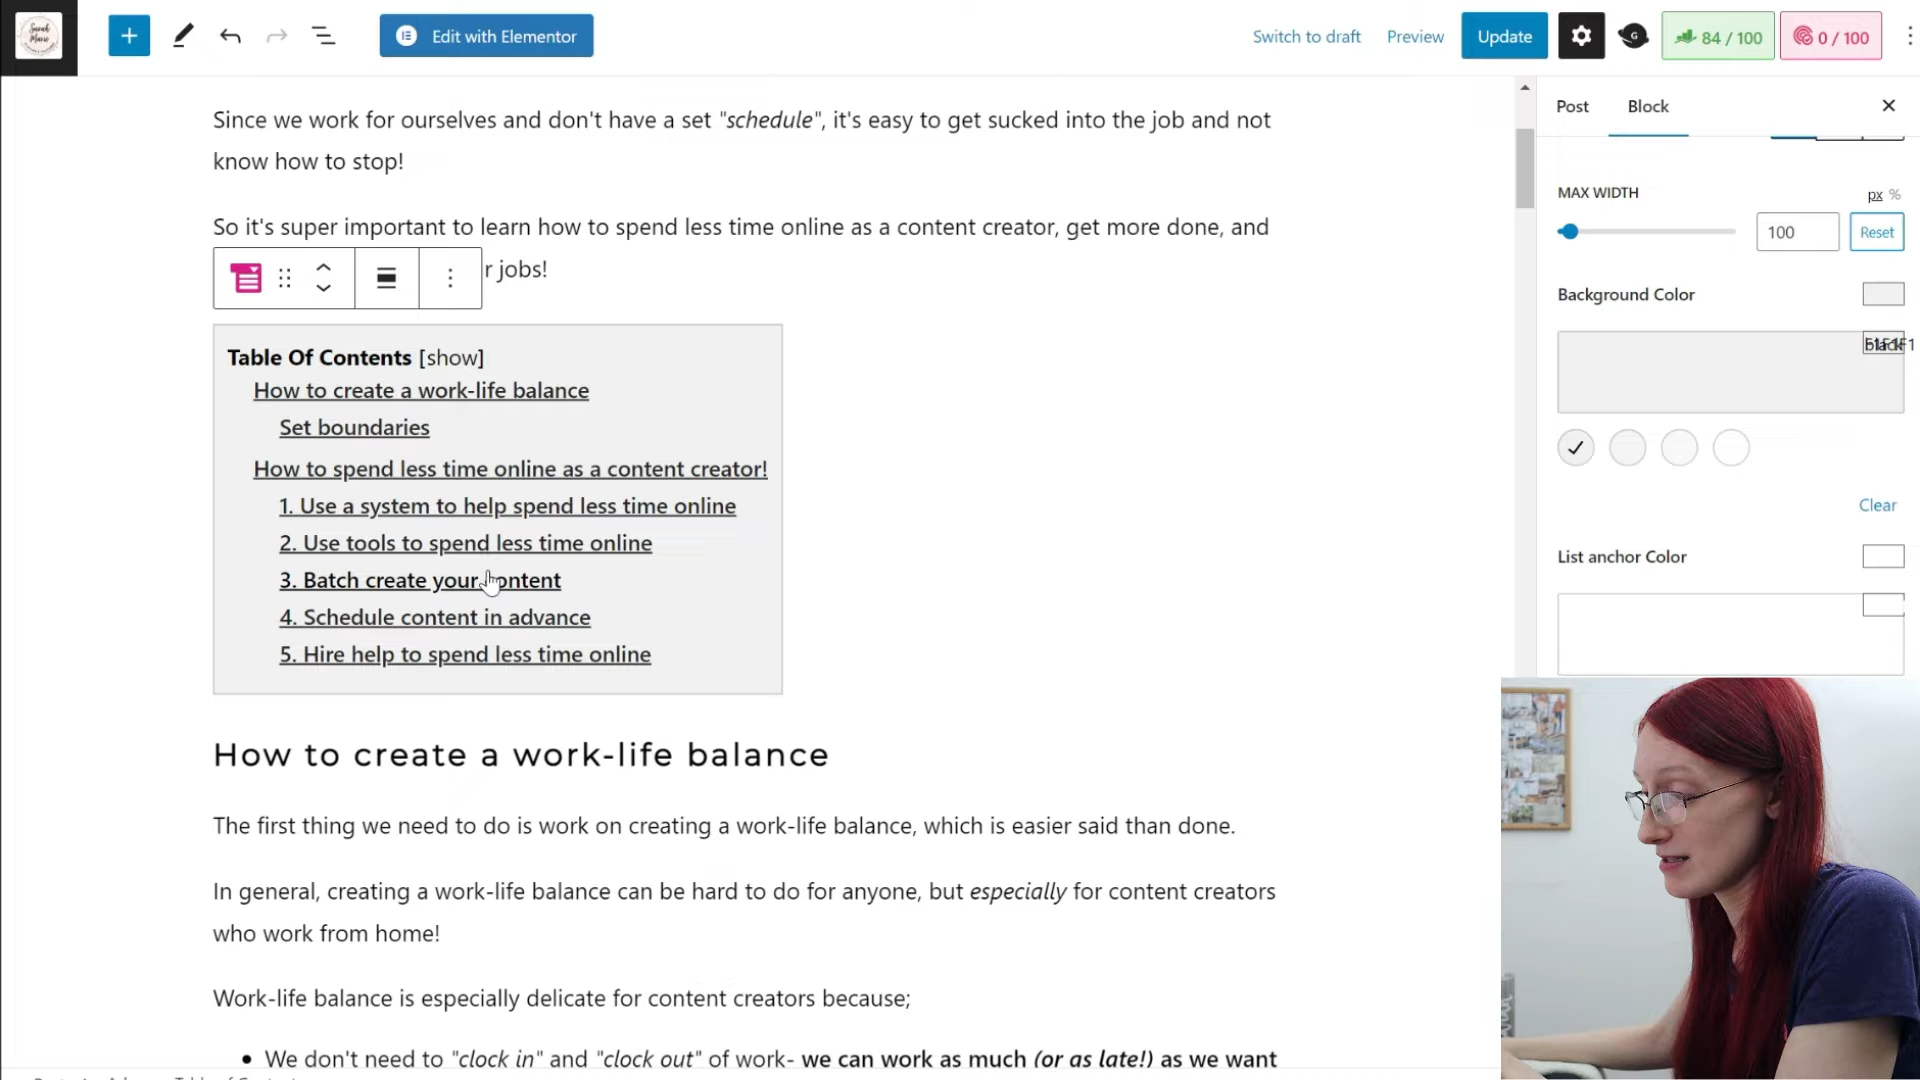 Sarah Marie
Edit with Elementor
Switch to draft
Preview
Update
G
84 / 100
0 / 100
Since we work for ourselves and don't have a set "schedule", it's easy to get sucked into the job and not
know how to stop!
So it's super important to learn how to spend less time online as a content creator, get more done, and
r jobs!
Table Of Contents [show]
How to create a work-life balance
Set boundaries
How to spend less time online as a content creator!
1. Use a system to help spend less time online
2. Use tools to spend less time online
3. Batch create your content
4. Schedule content in advance
5. Hire help to spend less time online
How to create a work-life balance
The first thing we need to do is work on creating a work-life balance, which is easier said than done.
In general, creating a work-life balance can be hard to do for anyone, but especially for content creators
who work from home!
Work-life balance is especially delicate for content creators because;
• We don't need to "clock in" and "clock out" of work- we can work as much (or as late!) as we want
Post
Block
MAX WIDTH
px %
100
Reset
Background Color
Clear
List anchor Color